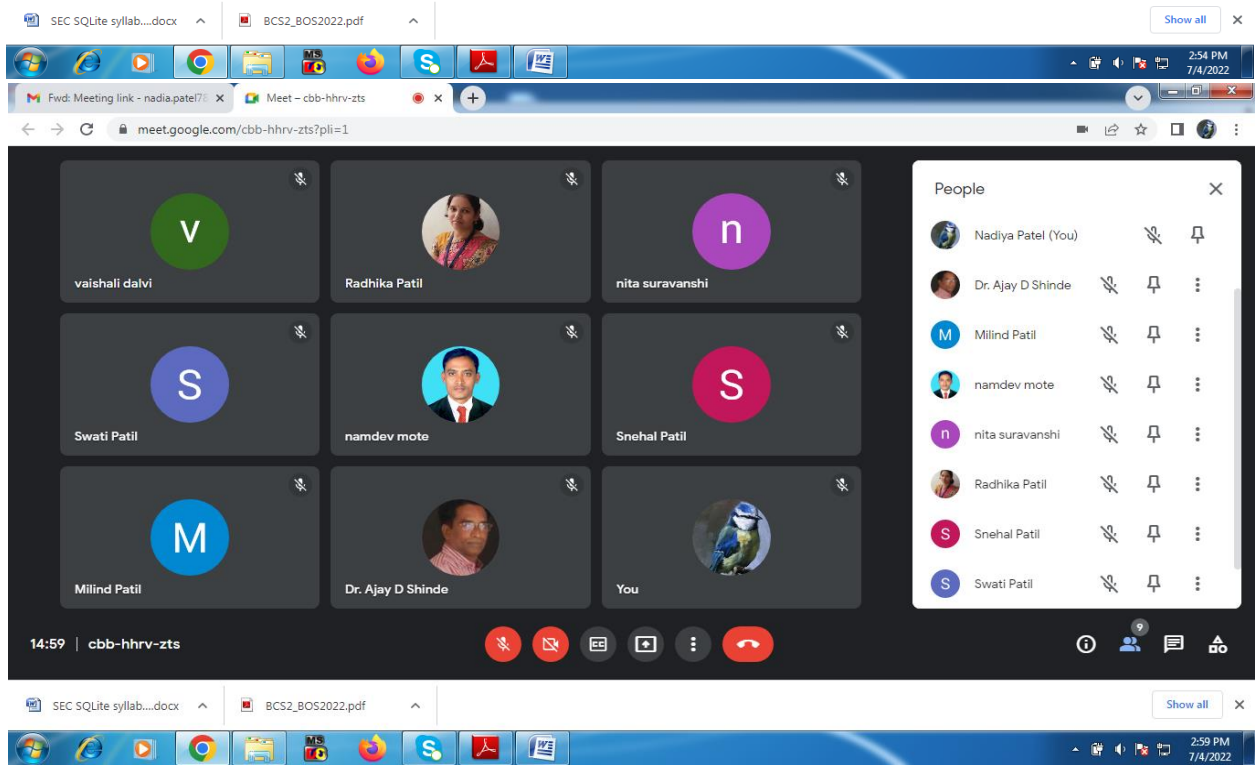 SEC SQLite syllab....docx BCS2_BOS2022.pdf Show all
MS
2:54 PM
7/4/2022
Fwd: Meeting link - nadia.patel78 Meet – cbb-hhrv-zts
meet.google.com/cbb-hhrv-zts?pli=1
V n
vaishali dalvi Radhika Patil nita suravanshi
S S
Swati Patil namdev mote Snehal Patil
M
Milind Patil Dr. Ajay D Shinde You
People
Nadiya Patel (You)
Dr. Ajay D Shinde
M Milind Patil
namdev mote
n nita suravanshi
Radhika Patil
S Snehal Patil
S Swati Patil
14:59 | cbb-hhrv-zts CC 9
SEC SQLite syllab....docx BCS2_BOS2022.pdf Show all
MS
2:59 PM
7/4/2022